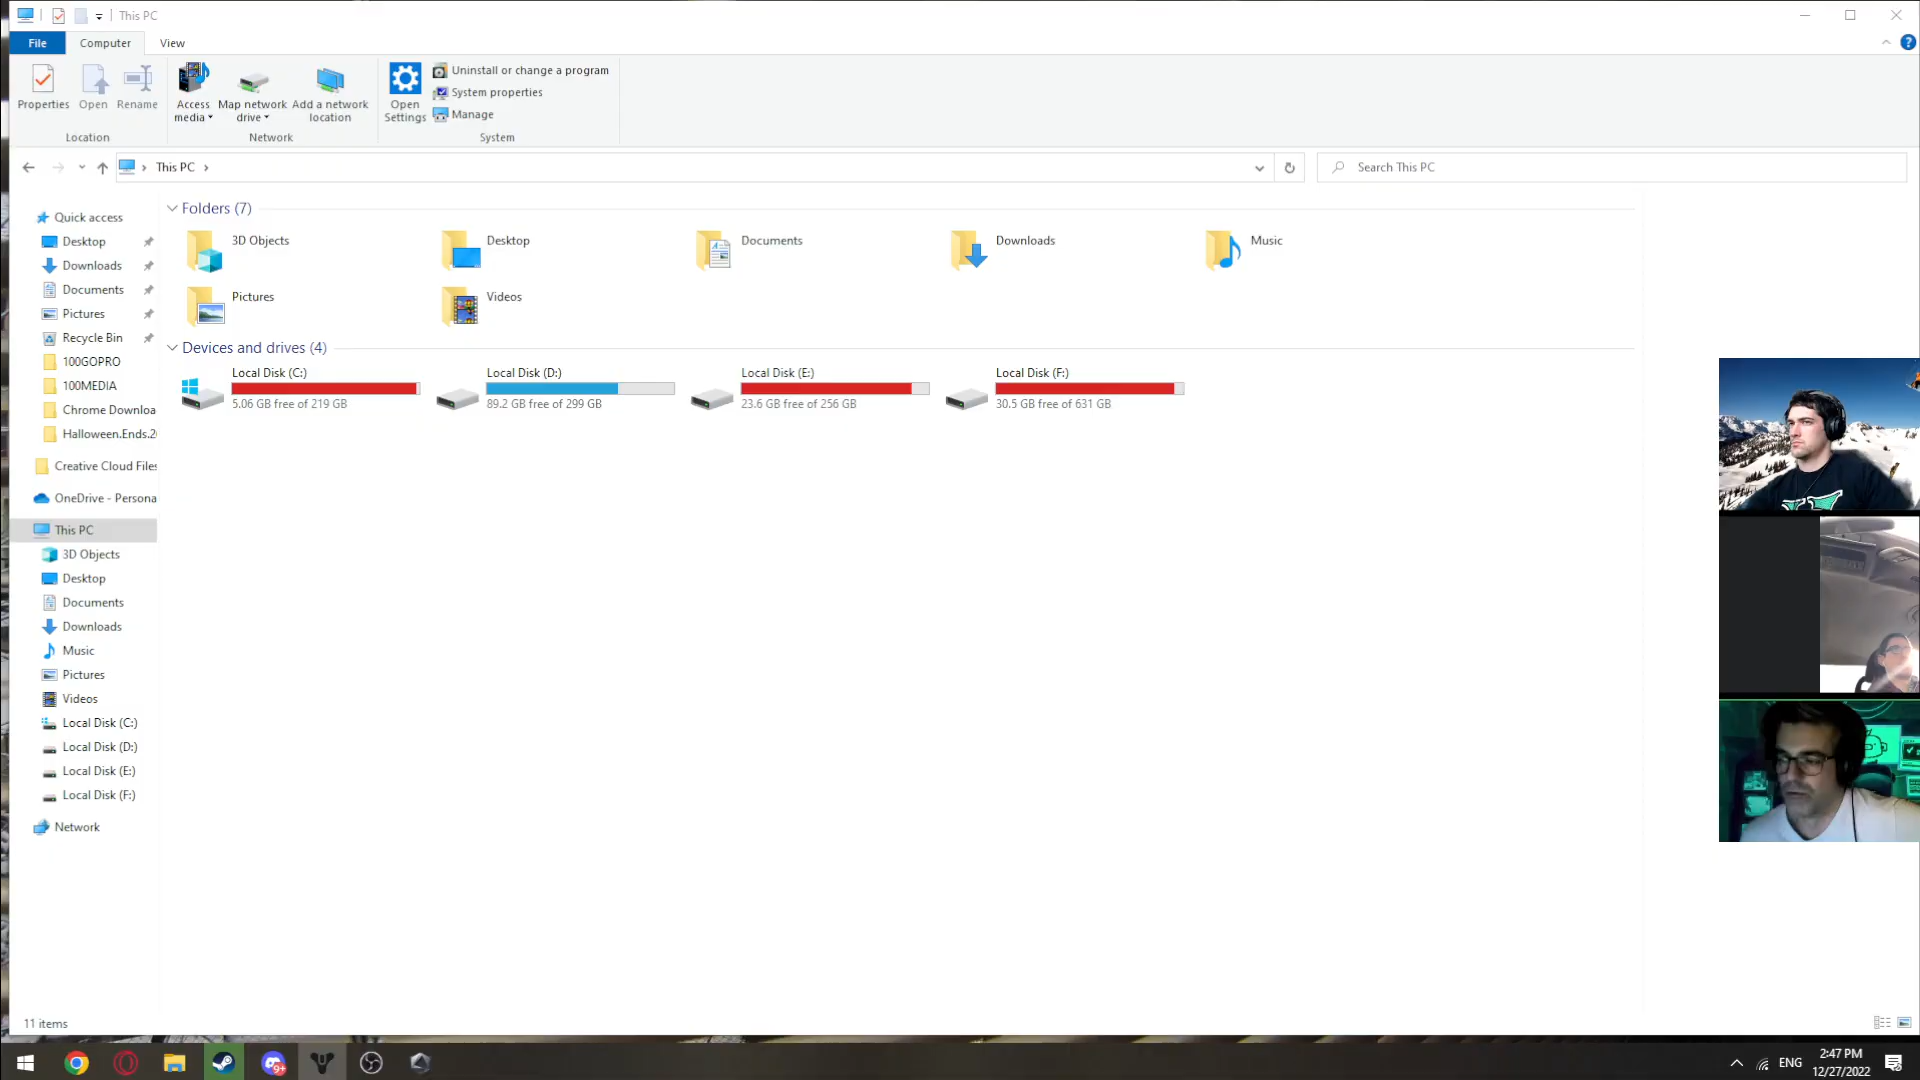 This PC
File
Computer
View
Properties
Open
Rename
Access media
Map network drive
Add a network location
Open Settings
Uninstall or change a program
System properties
Manage
Location
Network
System
This PC
Search This PC
Quick access
Desktop
Downloads
Documents
Pictures
Recycle Bin
100GOPRO
100MEDIA
Chrome Downloa
Halloween.Ends.2
Creative Cloud Files
OneDrive - Persona
This PC
3D Objects
Desktop
Documents
Downloads
Music
Pictures
Videos
Local Disk (C:)
Local Disk (D:)
Local Disk (E:)
Local Disk (F:)
Network
Folders (7)
3D Objects
Desktop
Documents
Downloads
Music
Pictures
Videos
Devices and drives (4)
Local Disk (C:)
5.06 GB free of 219 GB
Local Disk (D:)
89.2 GB free of 299 GB
Local Disk (E:)
23.6 GB free of 256 GB
Local Disk (F:)
30.5 GB free of 631 GB
11 items
9+
ENG
2:47 PM
12/27/2022